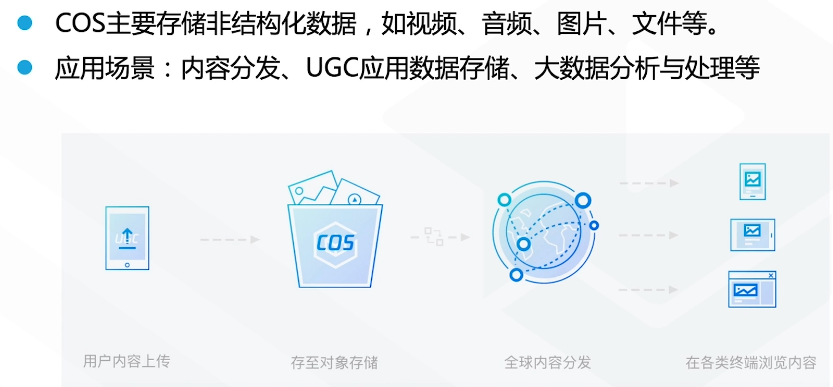 COS主要存储非结构化数据，如视频、音频、图片、文件等。
应用场景：内容分发、UGC应用数据存储、大数据分析与处理等
UGC
COS
用户内容上传
存至对象存储
全球内容分发
在各类终端浏览内容